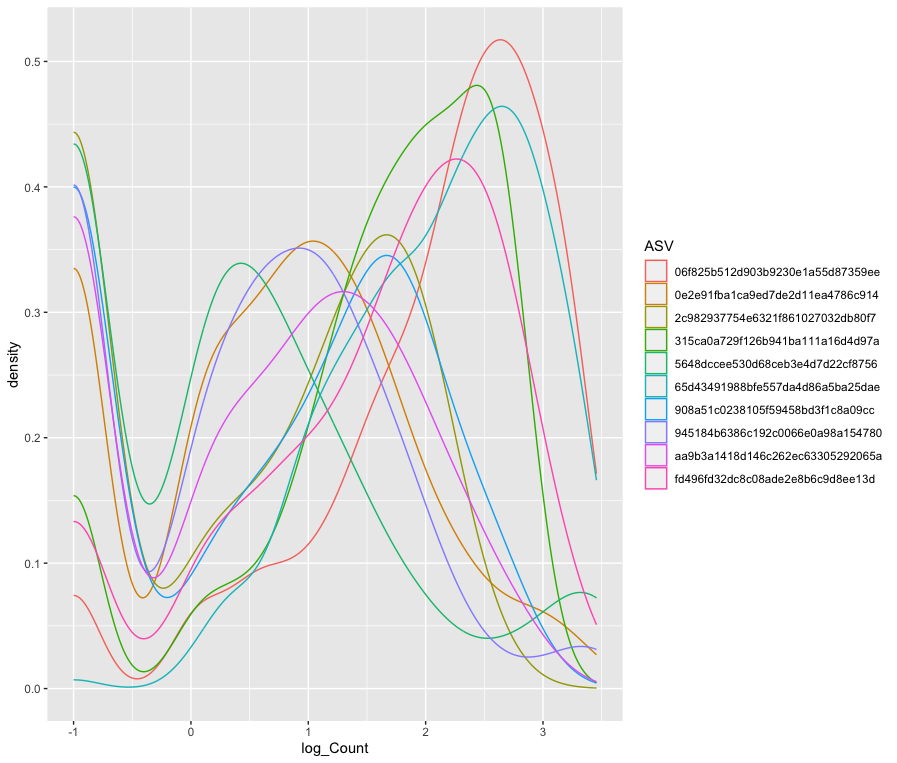 0.5
0.4
0.3
0.2
0.1
0.0
density
-1 0 1 2 3
log_Count
ASV
06f825b512d903b9230e1a55d87359ee
0e2e91fba1ca9ed7de2d11ea4786c914
2c982937754e6321f861027032db80f7
315ca0a729f126b941ba111a16d4d97a
5648dccee530d68ceb3e4d7d22cf8756
65d43491988bfe557da4d86a5ba25dae
908a51c0238105f59458bd3f1c8a09cc
945184b6386c192c0066e0a98a154780
aa9b3a1418d146c262ec63305292065a
fd496fd32dc8c08ade2e8b6c9d8ee13d